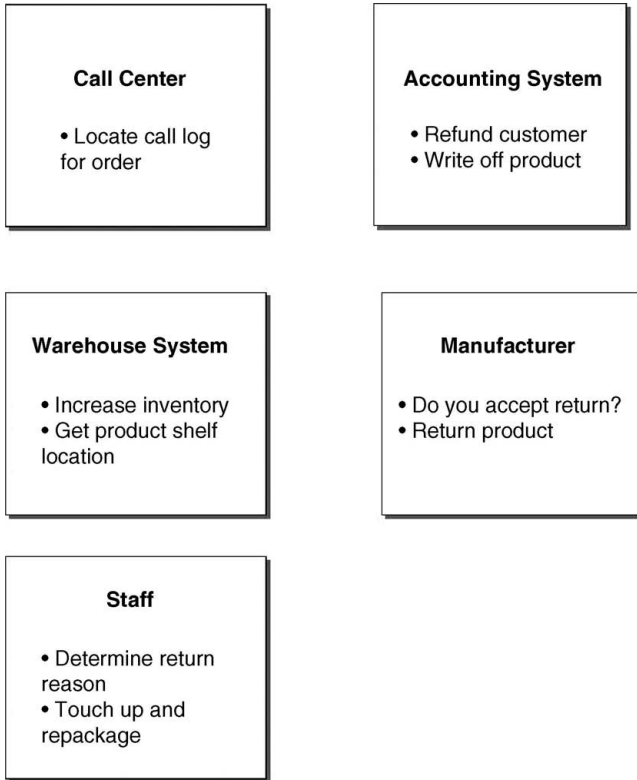 Call Center
• Locate call log
for order
Accounting System
• Refund customer
• Write off product
Warehouse System
• Increase inventory
• Get product shelf
location
Manufacturer
• Do you accept return?
• Return product
Staff
• Determine return
reason
• Touch up and
repackage